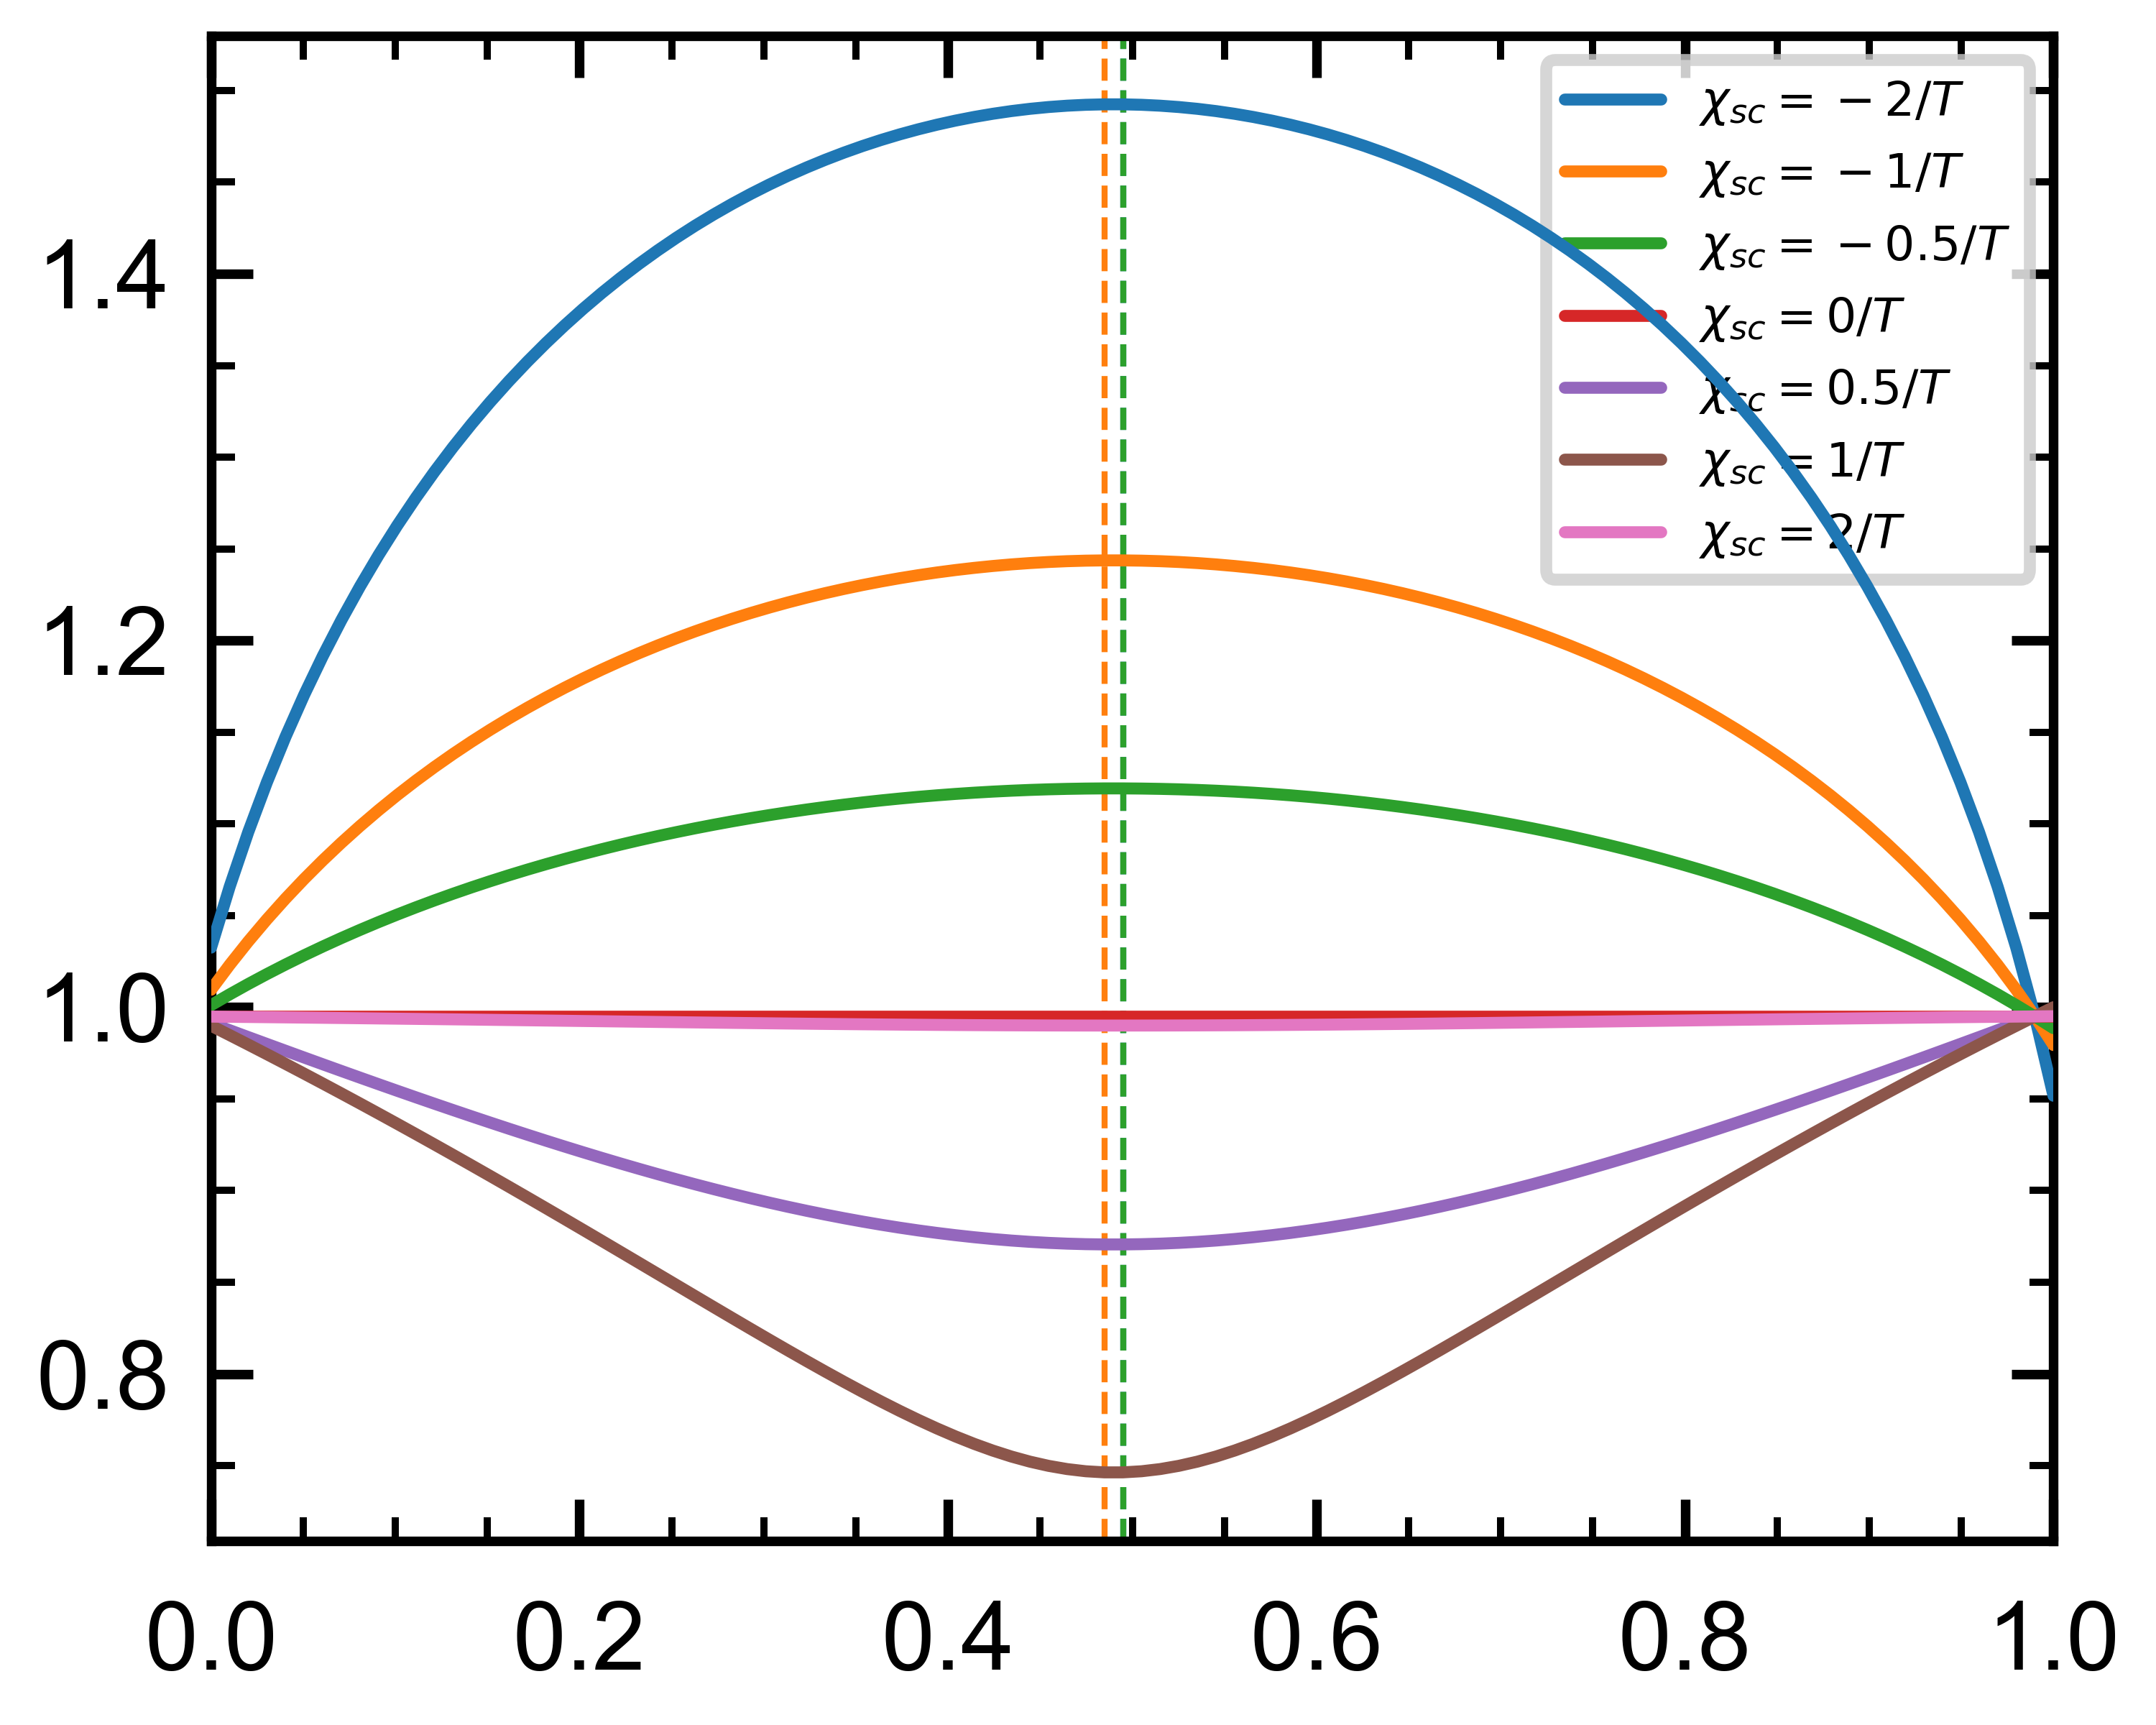 χsc = −2/T
χsc = −1/T
1.4
χsc = −0.5/T
χsc = 0/T
χsc = 0.5/T
χsc = 1/T
χsc = 2/T
1.2
1.0
0.8
0.0 0.2 0.4 0.6 0.8 1.0